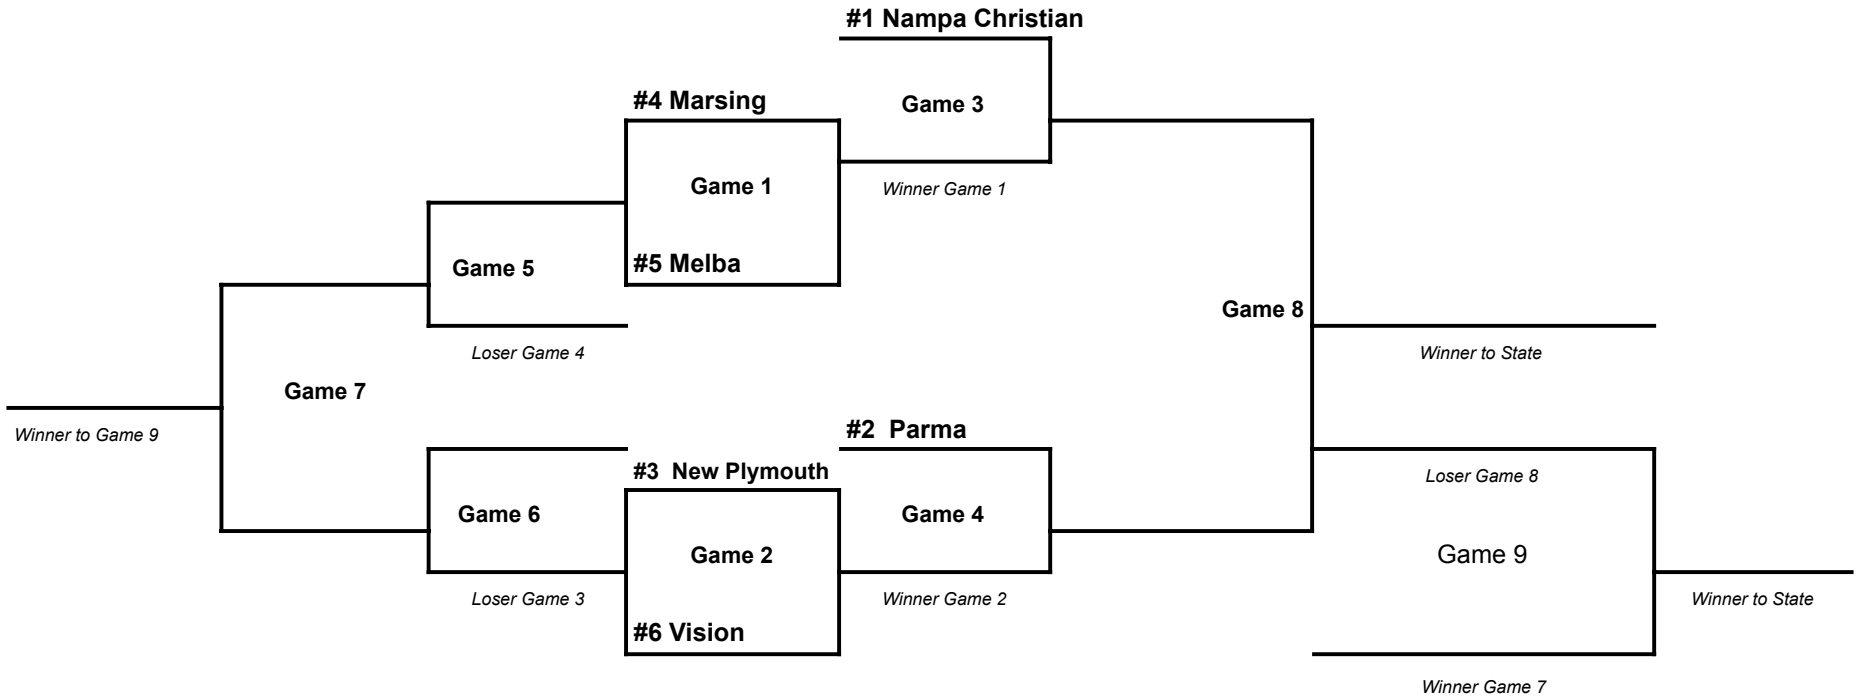 #1 Nampa Christian
#4 Marsing
Game 3
Game 1
Winner Game 1
Game 5
#5 Melba
Game 8
Loser Game 4
Winner to State
Game 7
Winner to Game 9
#2 Parma
#3 New Plymouth
Loser Game 8
Game 6
Game 4
Game 2
Game 9
Loser Game 3
Winner Game 2
Winner to State
#6 Vision
Winner Game 7